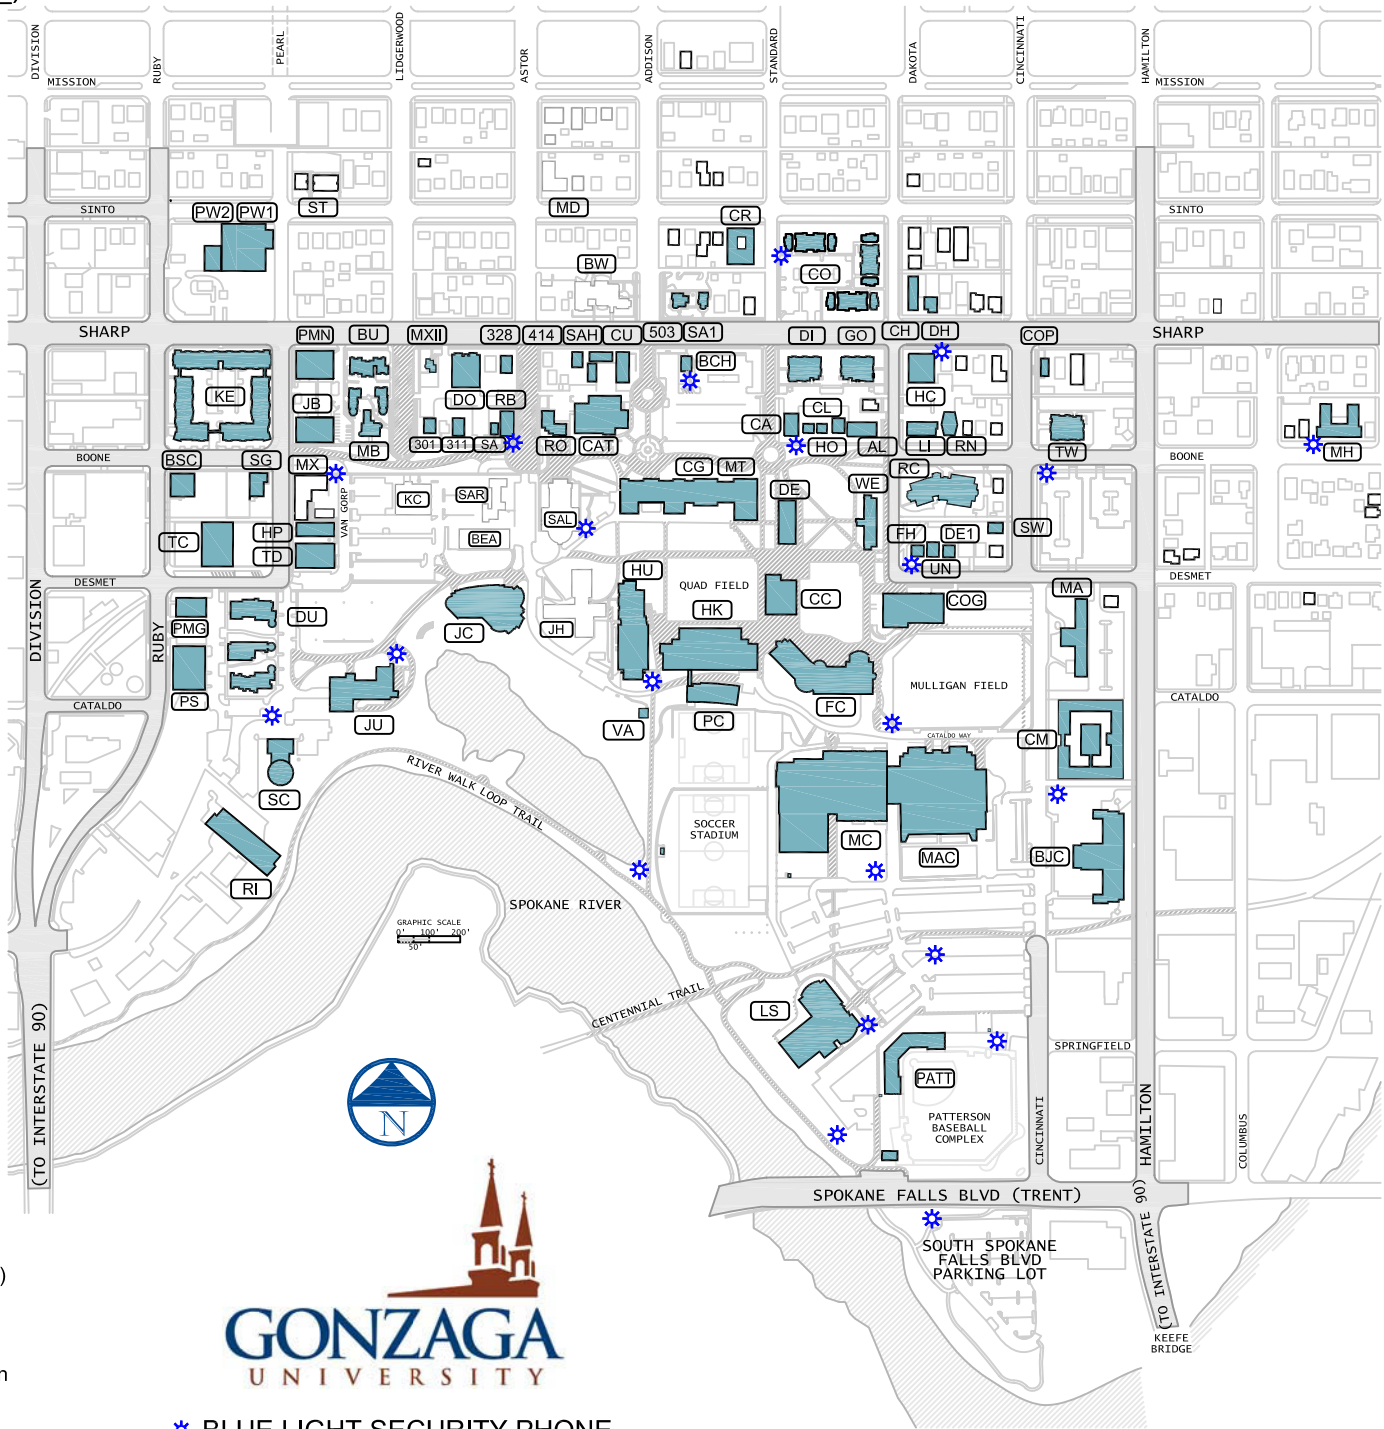 DIVISION
RUBY
PEARL
LIDGERWOOD
ASTOR
ADDISON
STANDARD
DAKOTA
CINCINNATI
HAMILTON
MISSION
MISSION
SINTO
ST
MD
SINTO
PW2
PW1
CR
BW
CO
SHARP
PMN
BU
MXII
328
414
SAH
CU
503
SA1
DI
GO
CH
DH
COP
SHARP
BCH
KE
JB
DO
RB
CL
HC
CA
MB
301
311
SA
RO
CAT
HO
AL
LI
RN
TW
MH
BOONE
BOONE
BSC
SG
MX
CG
MT
RC
KC
SAR
DE
WE
VAN GORP
SAL
TC
HP
BEA
FH
DE1
SW
TD
UN
DESMET
DESMET
HU
QUAD FIELD
CC
COG
MA
DIVISION
RUBY
PMG
DU
JC
JH
HK
PS
JU
MULLIGAN FIELD
CATALDO
CATALDO
VA
PC
FC
CATALDO WAY
CM
SC
RIVER WALK LOOP TRAIL
SOCCER
STADIUM
MC
MAC
BJC
RI
SPOKANE RIVER
GRAPHIC SCALE
0' 100' 200'
50'
CENTENNIAL TRAIL
LS
SPRINGFIELD
PATT
PATTERSON
BASEBALL
COMPLEX
(TO INTERSTATE 90)
CINCINNATI
HAMILTON
COLUMBUS
N
SPOKANE FALLS BLVD (TRENT)
SOUTH SPOKANE
FALLS BLVD
PARKING LOT
(TO INTERSTATE 90)
KEEFE
BRIDGE
GONZAGA
UNIVERSITY
)
BLUE LIGHT SECURITY PHONE